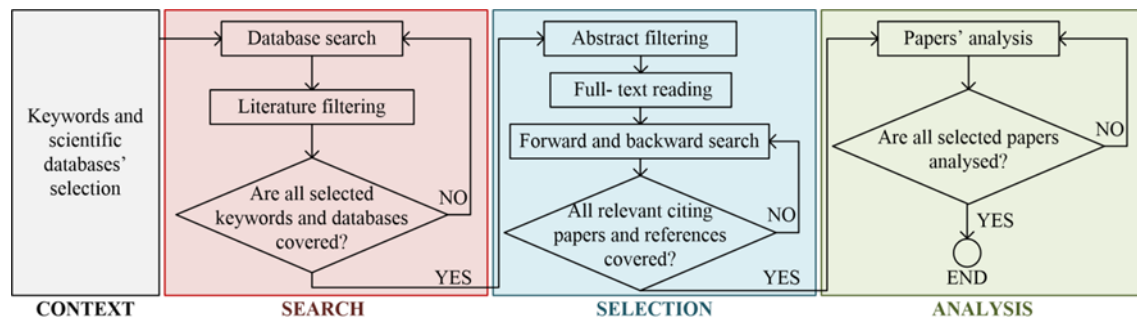 Keywords and
scientific
databases'
selection
CONTEXT
Database search
Literature filtering
Are all selected
keywords and databases
covered?
NO
YES
SEARCH
Abstract filtering
Full- text reading
Forward and backward search
All relevant citing
papers and references
covered?
NO
YES
SELECTION
Papers' analysis
Are all selected papers
analysed?
NO
YES
END
ANALYSIS